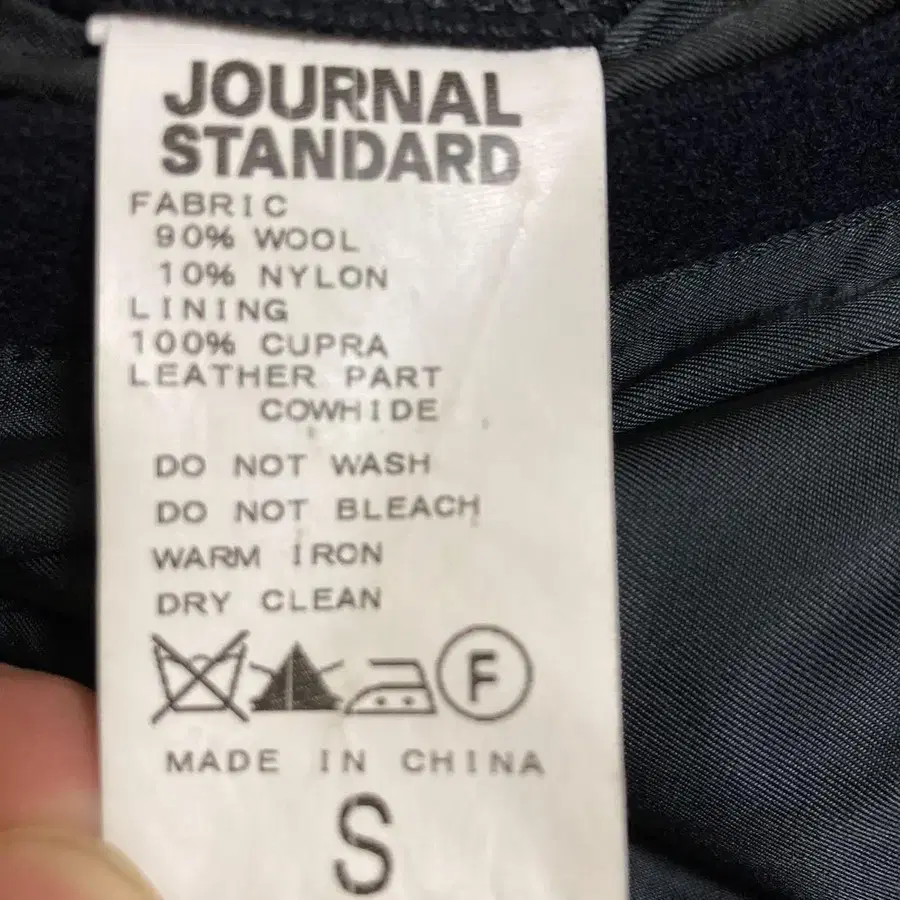 JOURNAL
STANDARD
FABRIC
90% WOOL
10% NYLON
LINING
100% CUPRA
LEATHER PART
COWHIDE
DO NOT WASH
DO NOT BLEACH
WARM IRON
DRY CLEAN
F
MADE IN CHINA
S